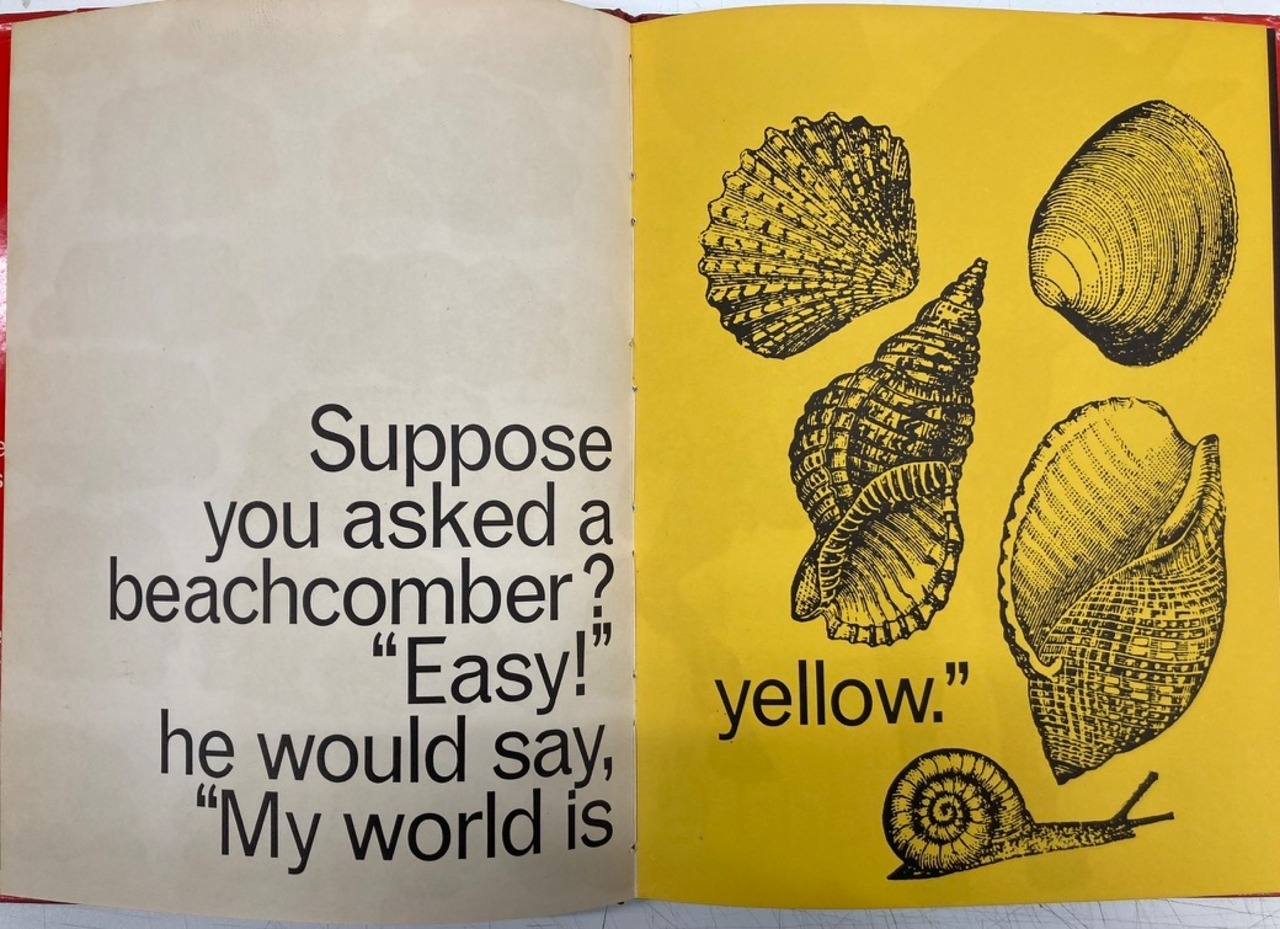 Suppose
you asked a
beachcomber?
“Easy!”
he would say,
“My world is
yellow.”